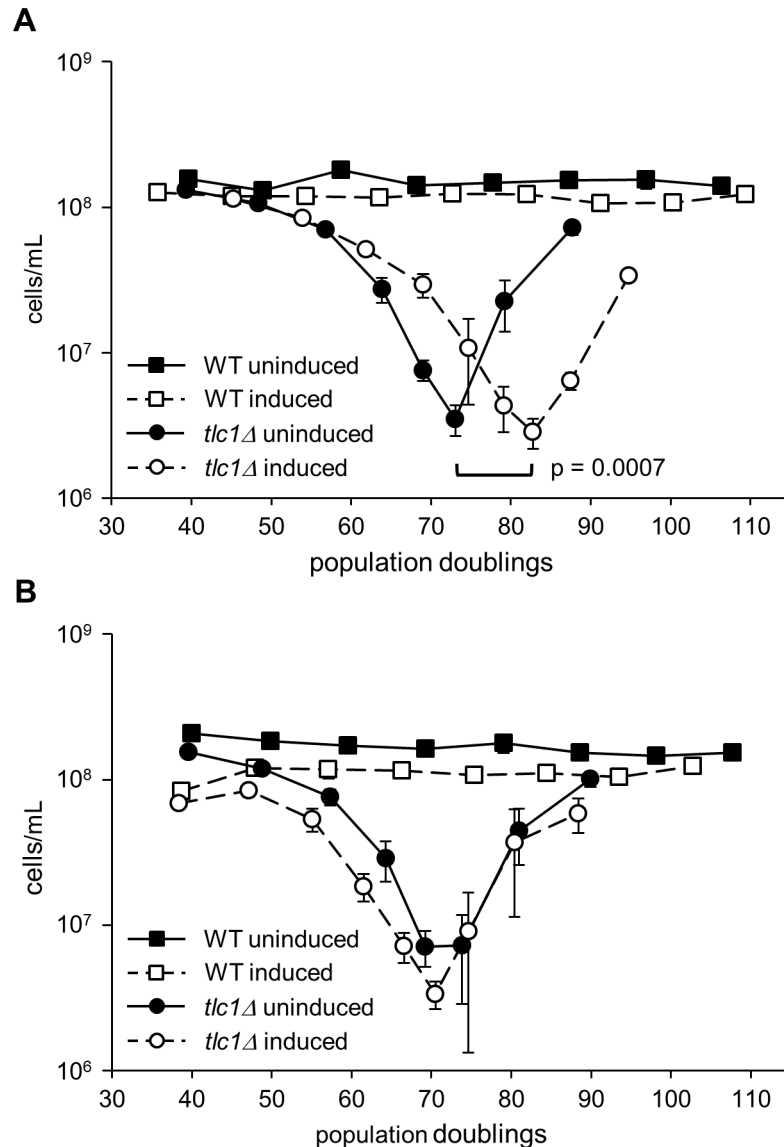 A
10⁹
10⁸
10⁷
10⁶
cells/mL
WT uninduced
WT induced
tlc1Δ uninduced
tlc1Δ induced
p = 0.0007
30 40 50 60 70 80 90 100 110
population doublings
B
10⁹
10⁸
10⁷
10⁶
cells/mL
WT uninduced
WT induced
tlc1Δ uninduced
tlc1Δ induced
30 40 50 60 70 80 90 100 110
population doublings